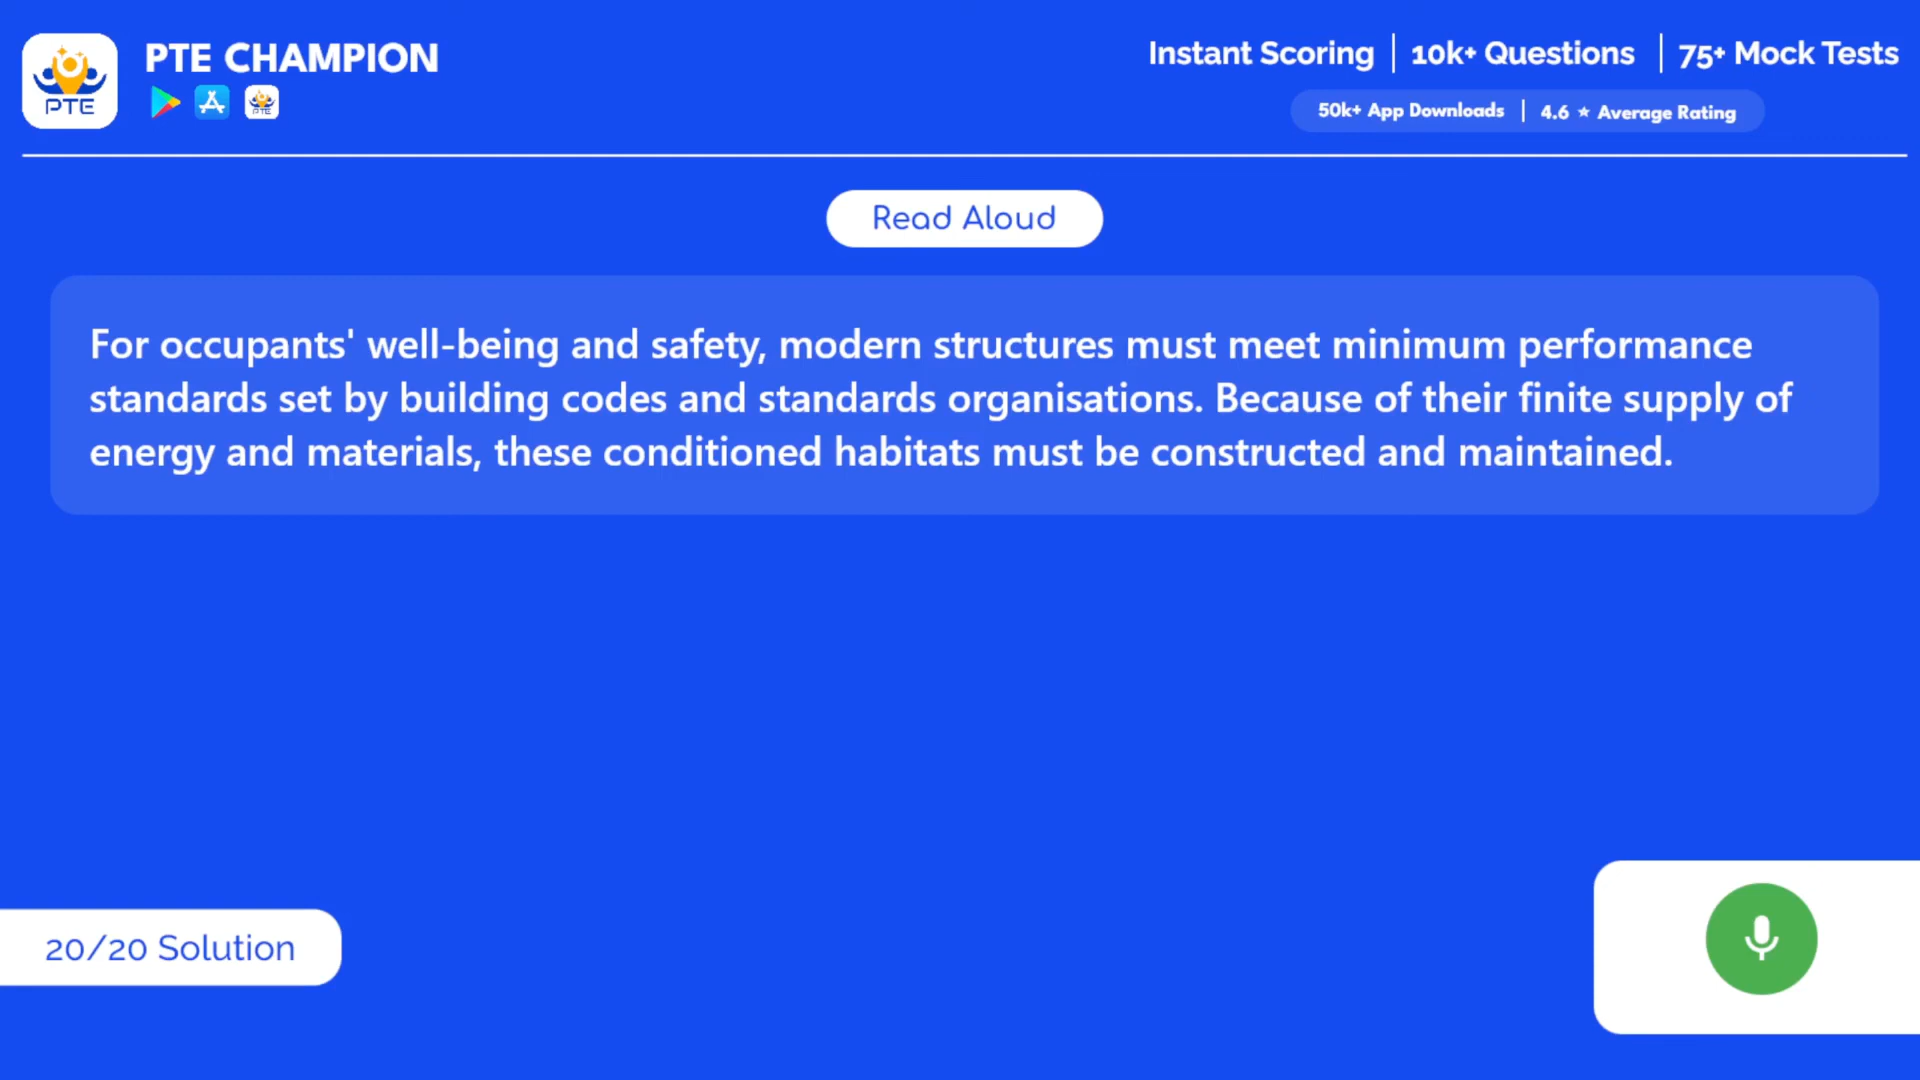 PTE
PTE CHAMPION
PTE
Instant Scoring | 10k+ Questions | 75+ Mock Tests
50k+ App Downloads | 4.6 ★ Average Rating
Read Aloud
For occupants' well-being and safety, modern structures must meet minimum performance
standards set by building codes and standards organisations. Because of their finite supply of
energy and materials, these conditioned habitats must be constructed and maintained.
20/20 Solution